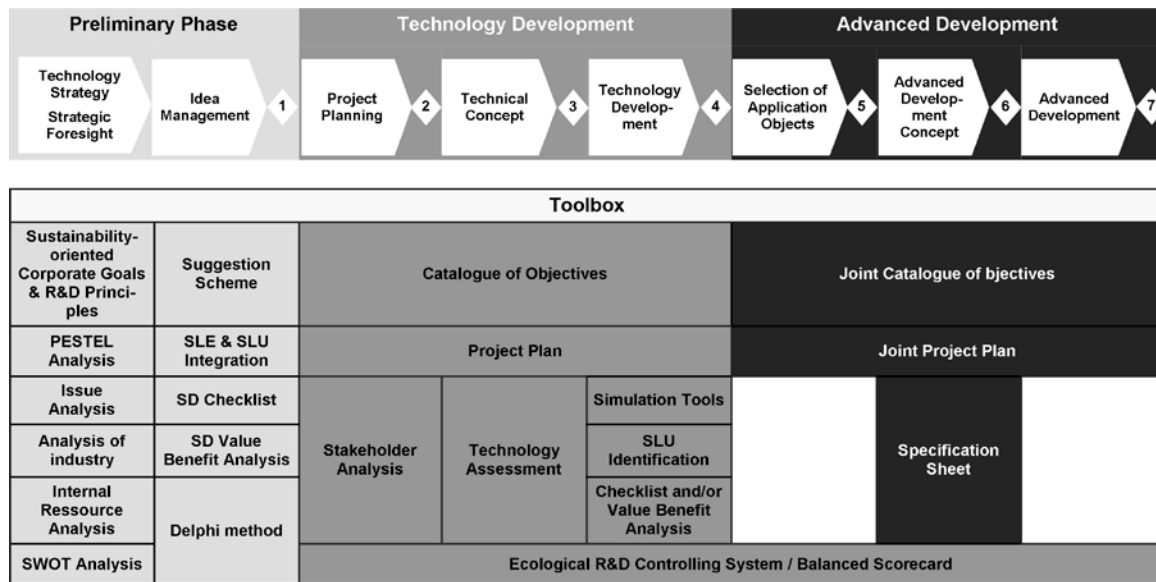 Preliminary Phase
Technology Development
Advanced Development
Technology
Strategy
Strategic
Foresight
Idea
Management
1
Project
Planning
2
Technical
Concept
3
Technology
Develop-
ment
4
Selection of
Application
Objects
5
Advanced
Develop-
ment
Concept
6
Advanced
Development
7
Toolbox
Sustainability-
oriented
Corporate Goals
& R&D Princi-
ples
Suggestion
Scheme
Catalogue of Objectives
Joint Catalogue of bjectives
PESTEL
Analysis
SLE & SLU
Integration
Project Plan
Joint Project Plan
Issue
Analysis
SD Checklist
Simulation Tools
Analysis of
industry
SD Value
Benefit Analysis
Stakeholder
Analysis
Technology
Assessment
SLU
Identification
Specification
Sheet
Internal
Ressource
Analysis
Delphi method
Checklist and/or
Value Benefit
Analysis
SWOT Analysis
Ecological R&D Controlling System / Balanced Scorecard